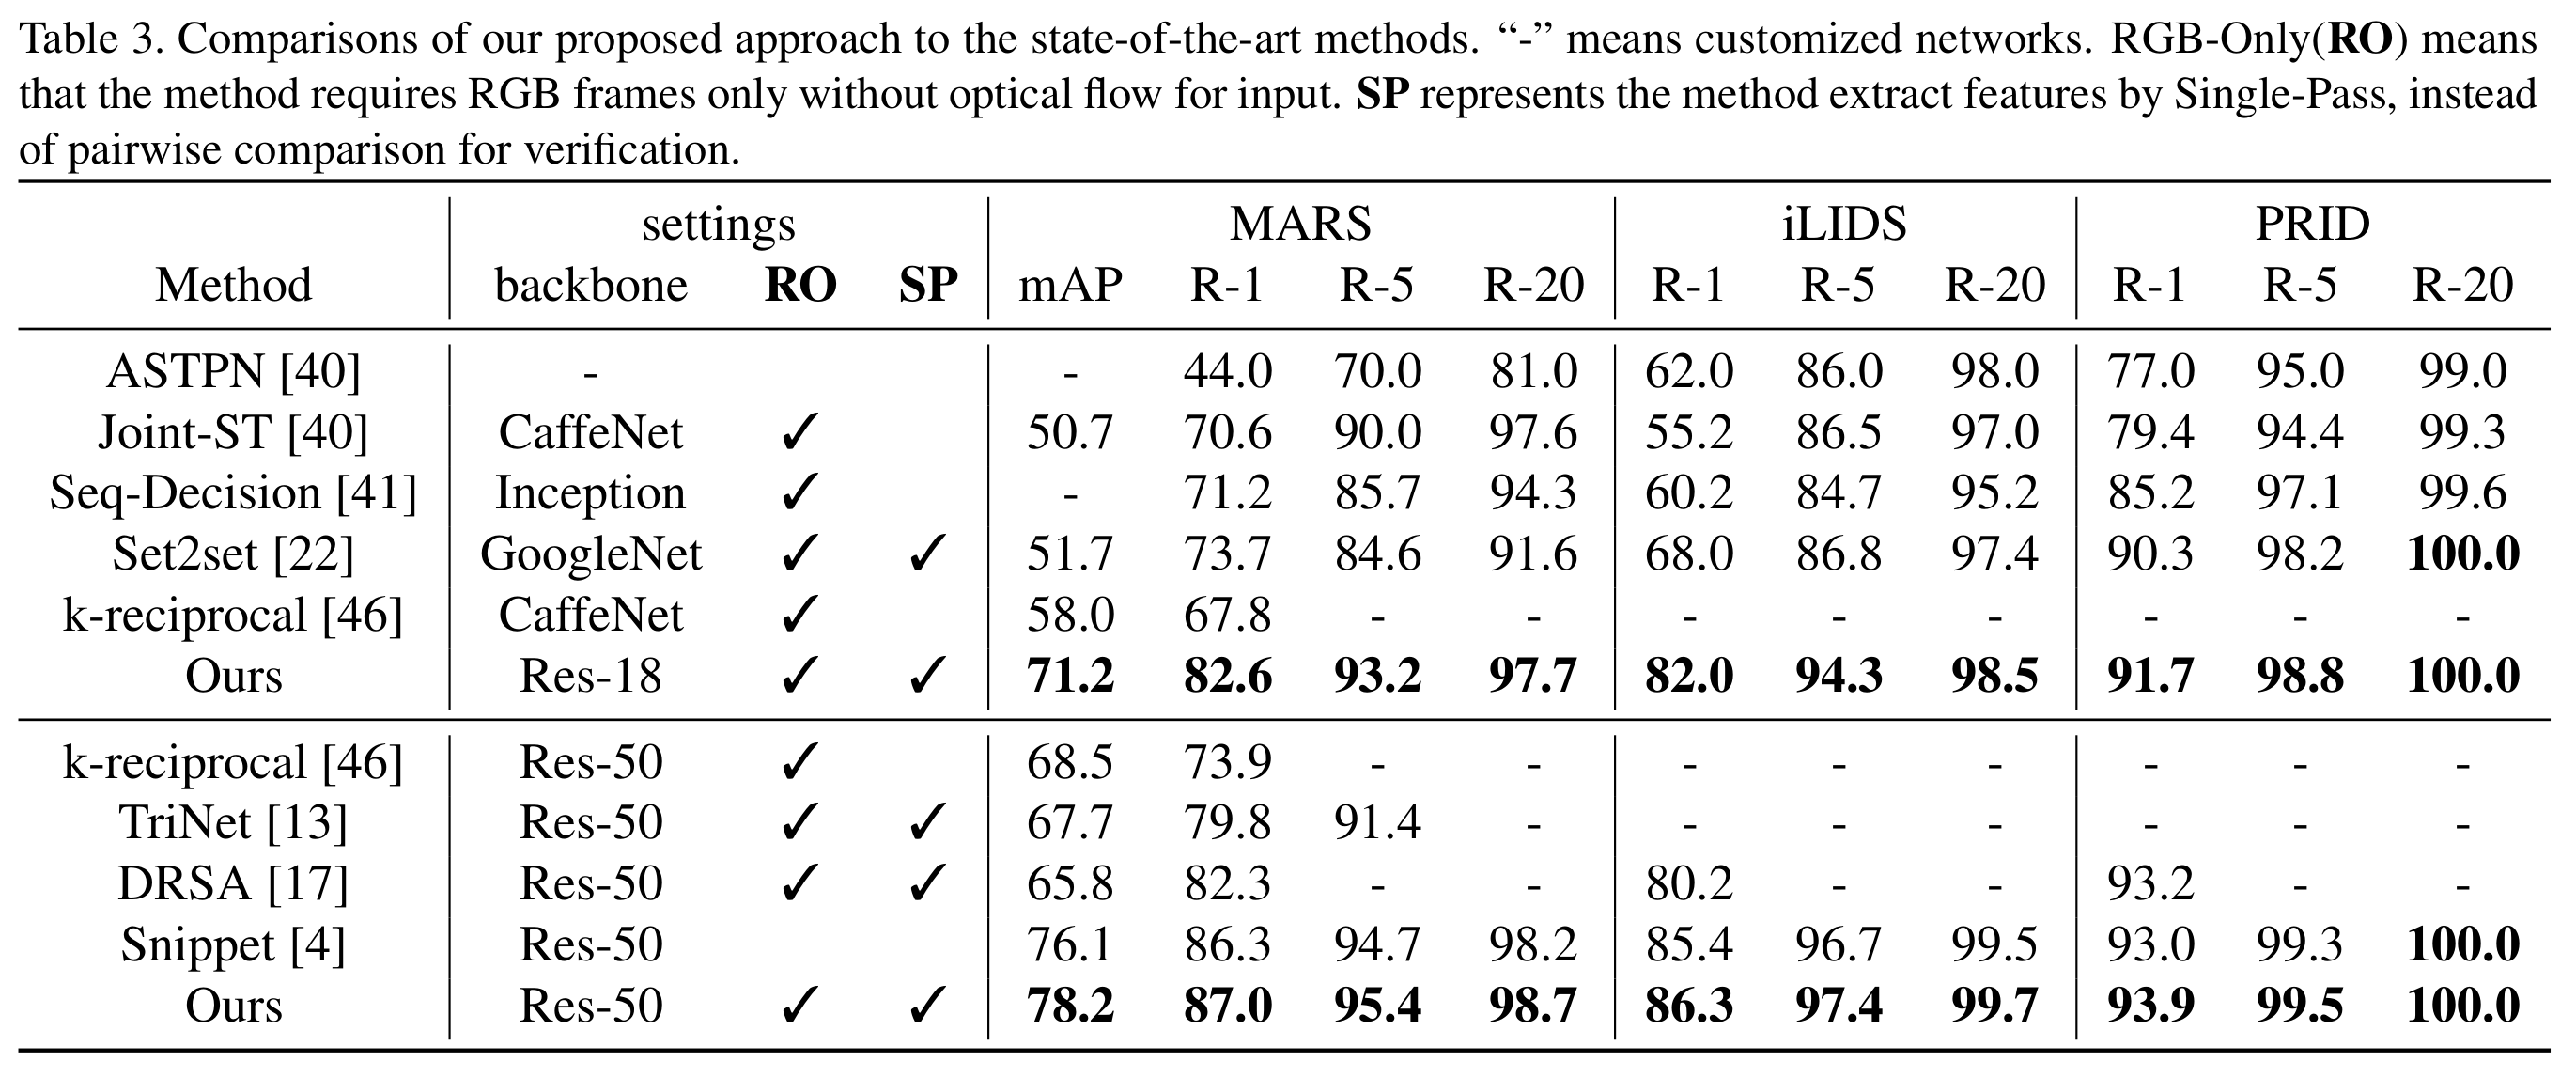 Table 3. Comparisons of our proposed approach to the state-of-the-art methods. “-” means customized networks. RGB-Only(RO) means
that the method requires RGB frames only without optical flow for input. SP represents the method extract features by Single-Pass, instead
of pairwise comparison for verification.
settings MARS iLIDS PRID
Method backbone RO SP mAP R-1 R-5 R-20 R-1 R-5 R-20 R-1 R-5 R-20
ASTPN [40] - - 44.0 70.0 81.0 62.0 86.0 98.0 77.0 95.0 99.0
Joint-ST [40] CaffeNet ✓ 50.7 70.6 90.0 97.6 55.2 86.5 97.0 79.4 94.4 99.3
Seq-Decision [41] Inception ✓ - 71.2 85.7 94.3 60.2 84.7 95.2 85.2 97.1 99.6
Set2set [22] GoogleNet ✓ ✓ 51.7 73.7 84.6 91.6 68.0 86.8 97.4 90.3 98.2 100.0
k-reciprocal [46] CaffeNet ✓ 58.0 67.8 - - - - - - - -
Ours Res-18 ✓ ✓ 71.2 82.6 93.2 97.7 82.0 94.3 98.5 91.7 98.8 100.0
k-reciprocal [46] Res-50 ✓ 68.5 73.9 - - - - - - - -
TriNet [13] Res-50 ✓ ✓ 67.7 79.8 91.4 - - - - - - -
DRSA [17] Res-50 ✓ ✓ 65.8 82.3 - - 80.2 - - 93.2 - -
Snippet [4] Res-50 76.1 86.3 94.7 98.2 85.4 96.7 99.5 93.0 99.3 100.0
Ours Res-50 ✓ ✓ 78.2 87.0 95.4 98.7 86.3 97.4 99.7 93.9 99.5 100.0